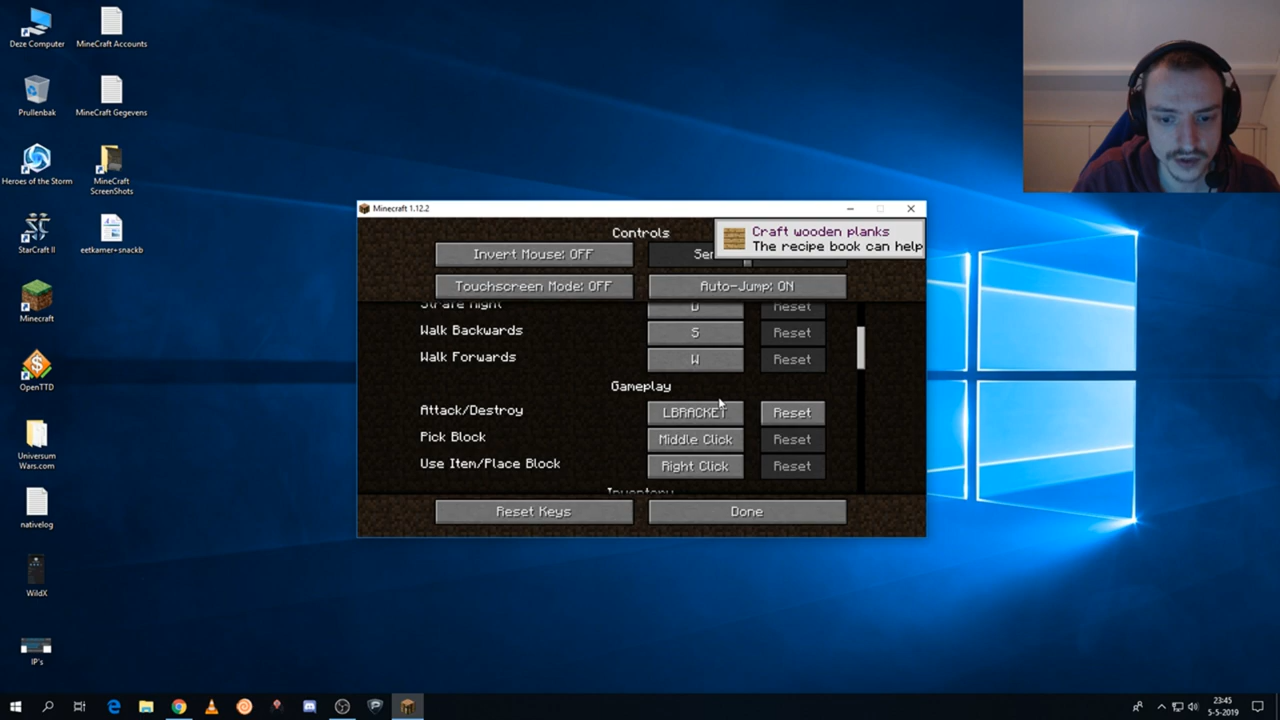 Deze Computer
MineCraft Accounts
Prullenbak
MineCraft Gegevens
Heroes of the Storm
MineCraft
ScreenShots
StarCraft II
eetkamer+snackb
Minecraft
OpenTTD
Universum
Wars.com
nativelog
WildX
IP's
Minecraft 1.12.2
Controls
Craft wooden planks
The recipe book can help
Invert Mouse: OFF
Touchscreen Mode: OFF
Auto-Jump: ON
Strafe Right
D
Reset
Walk Backwards
S
Reset
Walk Forwards
W
Reset
Gameplay
Attack/Destroy
LBRACKET
Reset
Pick Block
Middle Click
Reset
Use Item/Place Block
Right Click
Reset
Inventory
Reset Keys
Done
23:45
5-5-2019